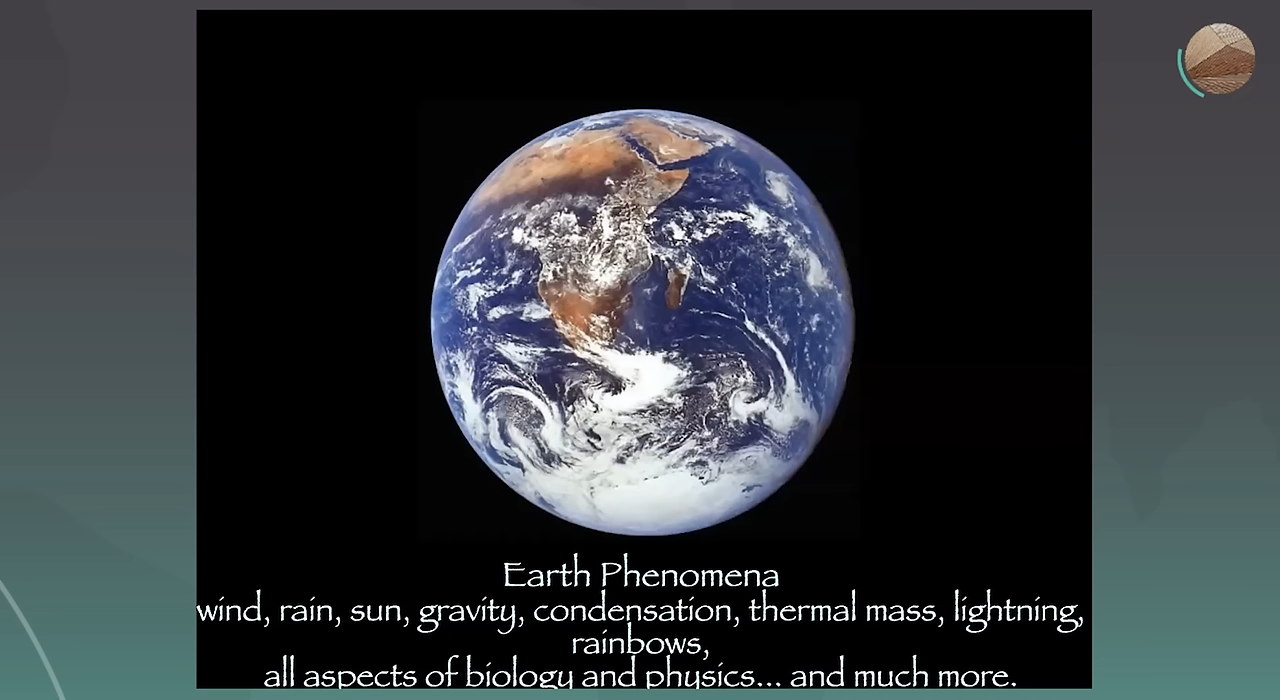 Earth Phenomena
wind, rain, sun, gravity, condensation, thermal mass, lightning,
rainbows,
all aspects of biology and physics... and much more.